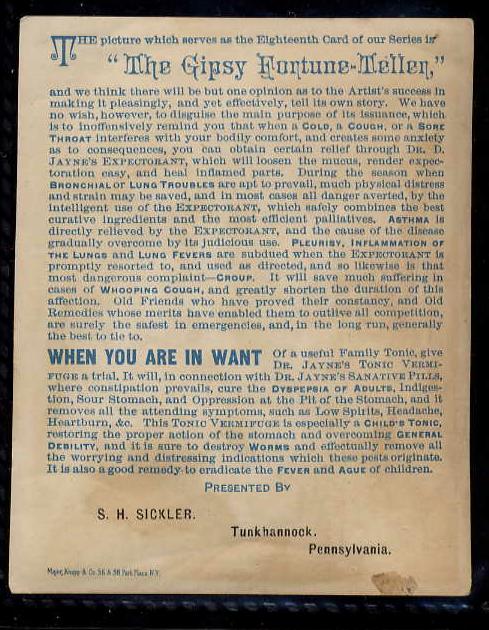 THE picture which serves as the Eighteenth Card of our Series is
"The Gipsy Fortune-Teller,"
and we think there will be but one opinion as to the Artist's success in
making it pleasingly, and yet effectively, tell its own story. We have
no wish, however, to disguise the main purpose of its issuance, which
is to inoffensively remind you that when a COLD, A COUGH, or A SORE
THROAT interferes with your bodily comfort, and creates some anxiety
as to consequences, you can obtain certain relief through DR. D.
JAYNE'S EXPECTORANT, which will loosen the mucus, render expec-
toration easy, and heal inflamed parts. During the season when
BRONCHIAL or LUNG TROUBLES are apt to prevail, much physical distress
and strain may be saved, and in most cases all danger averted, by the
intelligent use of the EXPECTORANT, which safely combines the best
curative ingredients and the most efficient palliatives. ASTHMA is
directly relieved by the EXPECTORANT, and the cause of the disease
gradually overcome by its judicious use. PLEURISY, INFLAMMATION OF
THE LUNGS and LUNG FEVERS are subdued when the EXPECTORANT is
promptly resorted to, and used as directed, and so likewise is that
most dangerous complaint—CROUP. It will save much suffering in
cases of WHOOPING COUGH, and greatly shorten the duration of this
affection. Old Friends who have proved their constancy, and Old
Remedies whose merits have enabled them to outlive all competition,
are surely the safest in emergencies, and, in the long run, generally
the best to tie to.
WHEN YOU ARE IN WANT Of a useful Family Tonic, give
DR. JAYNE'S TONIC VERMI-
FUGE a trial. It will, in connection with DR. JAYNE'S SANATIVE PILLS,
where constipation prevails, cure the DYSPEPSIA OF ADULTS, Indiges-
tion, Sour Stomach, and Oppression at the Pit of the Stomach, and it
removes all the attending symptoms, such as Low Spirits, Headache,
Heartburn, &c. This TONIC VERMIFUGE is especially a CHILD'S TONIC,
restoring the proper action of the stomach and overcoming GENERAL
DEBILITY, and it is sure to destroy WORMS and effectually remove all
the worrying and distressing indications which these pests originate.
It is also a good remedy to eradicate the FEVER and AGUE of children.
PRESENTED BY
S. H. SICKLER.
Tunkhannock.
Pennsylvania.
Major, Knapp & Co. 56 & 58 Park Place, N.Y.